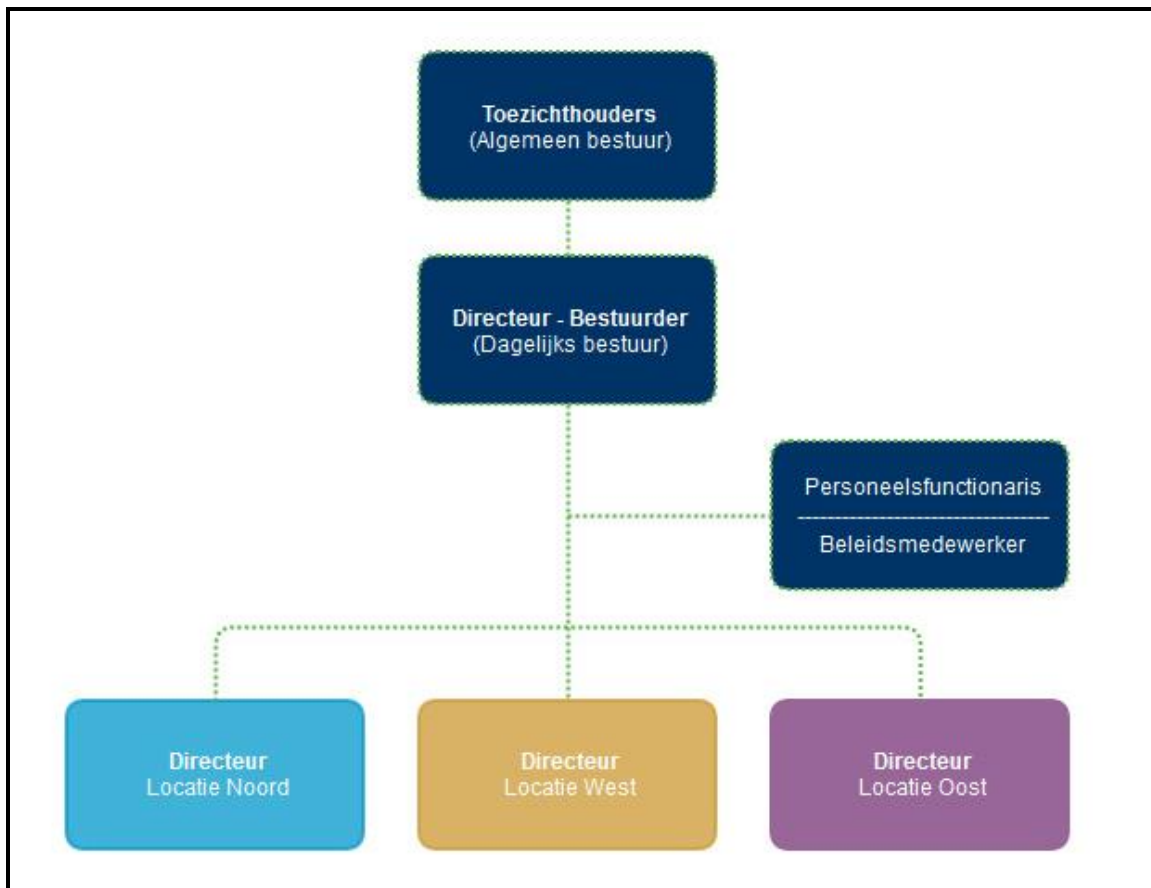 Toezichthouders
(Algemeen bestuur)
Directeur - Bestuurder
(Dagelijks bestuur)
Personeelsfunctionaris
Beleidsmedewerker
Directeur
Locatie Noord
Directeur
Locatie West
Directeur
Locatie Oost